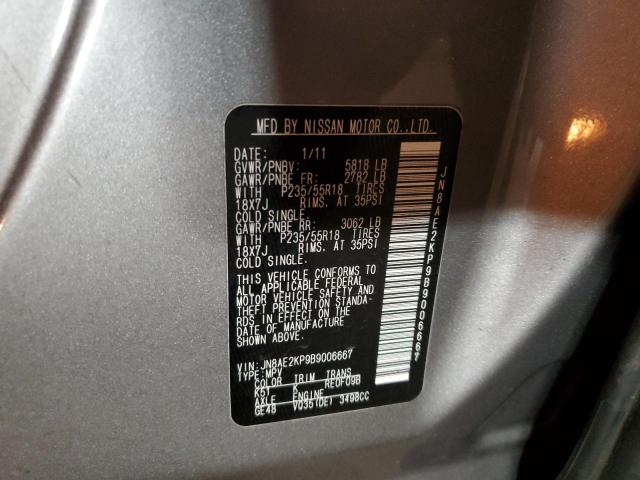 MFD BY NISSAN MOTOR CO.,LTD.
DATE: 1/11
GVWR/PNBV: 5818 LB
GAWR/PNBE FR: 2782 LB
WITH P235/55R18 TIRES
18X7J RIMS. AT 35PSI
COLD SINGLE.
GAWR/PNBE RR: 3062 LB
WITH P235/55R18 TIRES
18X7J RIMS. AT 35PSI
COLD SINGLE.
THIS VEHICLE CONFORMS TO
ALL APPLICABLE FEDERAL
MOTOR VEHICLE SAFETY AND
THEFT PREVENTION STANDA-
RDS IN EFFECT ON THE
DATE OF MANUFACTURE
SHOWN ABOVE.
VIN:JN8AE2KP9B9006667
TYPE:MPV
COLOR TRIM TRANS
K51 K RE0F09B
AXLE ENGINE
GE48 VQ35(DE) 3498CC
JN8AE2KP9B9006667